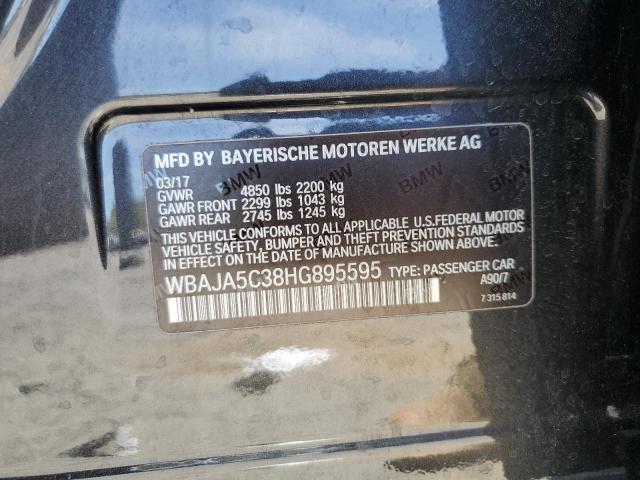 MFD BY BAYERISCHE MOTOREN WERKE AG
03/17
GVWR 4850 lbs 2200 kg
GAWR FRONT 2299 lbs 1043 kg
GAWR REAR 2745 lbs 1245 kg
THIS VEHICLE CONFORMS TO ALL APPLICABLE U.S.FEDERAL MOTOR
VEHICLE SAFETY, BUMPER AND THEFT PREVENTION STANDARDS
IN EFFECT ON THE DATE OF MANUFACTURE SHOWN ABOVE.
WBAJA5C38HG895595 TYPE: PASSENGER CAR
A90/7
7 315 814